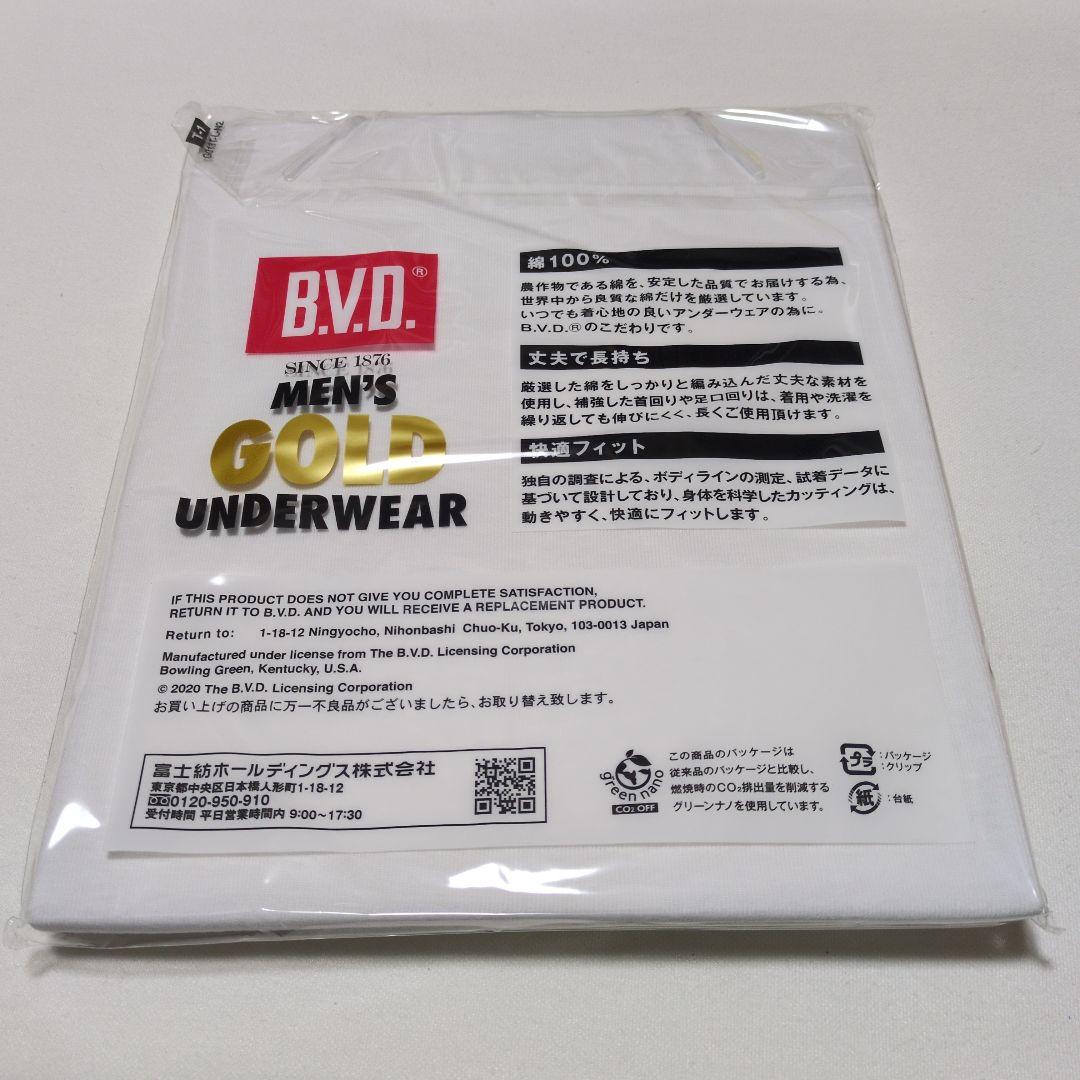 T-1
B.V.D.®
SINCE 1876
MEN'S
GOLD
UNDERWEAR
綿100%
農作物である綿を、安定した品質でお届けする為、
世界中から良質な綿だけを厳選しています。
いつでも着心地の良いアンダーウェアの為に。
B.V.D.®のこだわりです。
丈夫で長持ち
厳選した綿をしっかりと編み込んだ丈夫な素材を
使用し、補強した首回りや足口回りは、着用や洗濯を
繰り返しても伸びにくく、長くご使用頂けます。
快適フィット
独自の調査による、ボディラインの測定、試着データに
基づいて設計しており、身体を科学したカッティングは、
動きやすく、快適にフィットします。
IF THIS PRODUCT DOES NOT GIVE YOU COMPLETE SATISFACTION,
RETURN IT TO B.V.D. AND YOU WILL RECEIVE A REPLACEMENT PRODUCT.
Return to: 1-18-12 Ningyocho, Nihonbashi Chuo-Ku, Tokyo, 103-0013 Japan
Manufactured under license from The B.V.D. Licensing Corporation
Bowling Green, Kentucky, U.S.A.
© 2020 The B.V.D. Licensing Corporation
お買い上げの商品に万一不良品がございましたら、お取り替え致します。
富士紡ホールディングス株式会社
東京都中央区日本橋人形町1-18-12
0120-950-910
受付時間 平日営業時間内 9:00〜17:30
green nano
CO2 OFF
この商品のパッケージは
従来品のパッケージと比較し、
燃焼時のCO2排出量を削減する
グリーンナノを使用しています。
プラ
:パッケージ
:クリップ
紙
:台紙